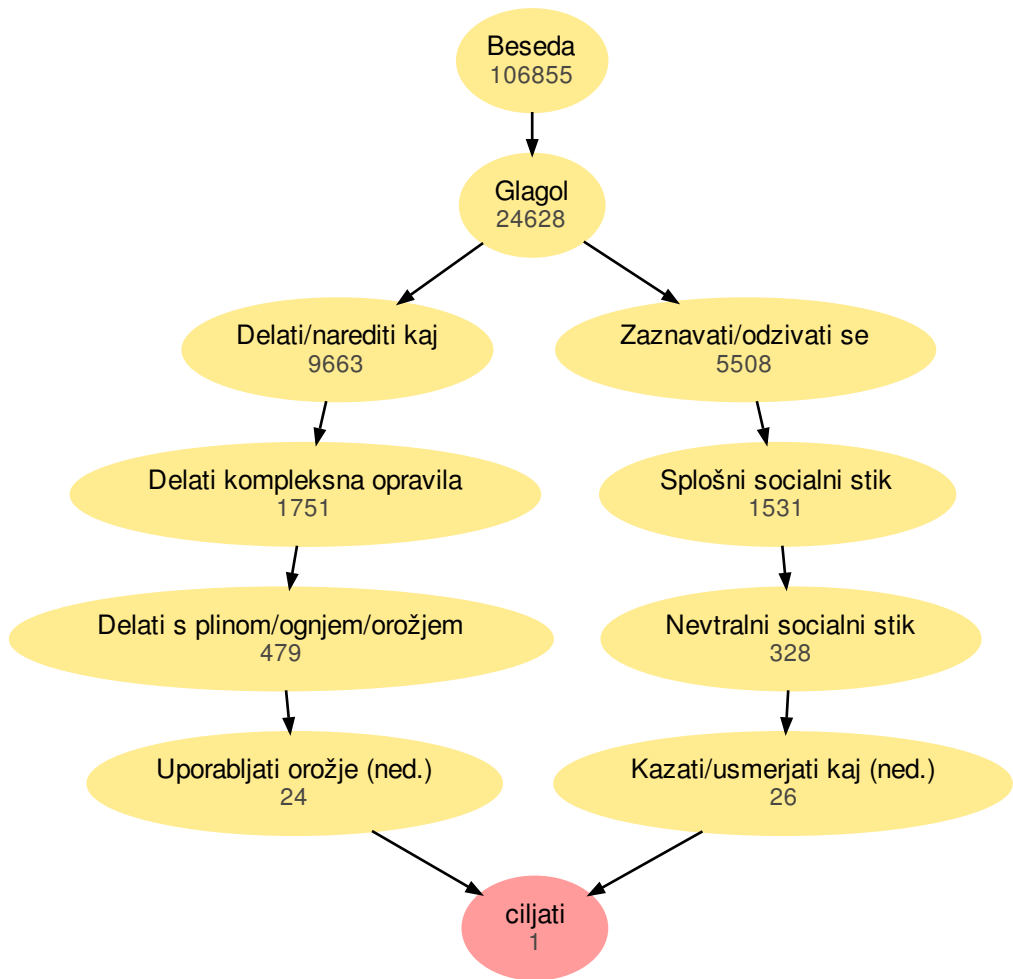 Beseda
106855
Glagol
24628
Delati/narediti kaj
9663
Zaznavati/odzivati se
5508
Delati kompleksna opravila
1751
Splošni socialni stik
1531
Delati s plinom/ognjem/orožjem
479
Nevtralni socialni stik
328
Uporabljati orožje (ned.)
24
Kazati/usmerjati kaj (ned.)
26
ciljati
1